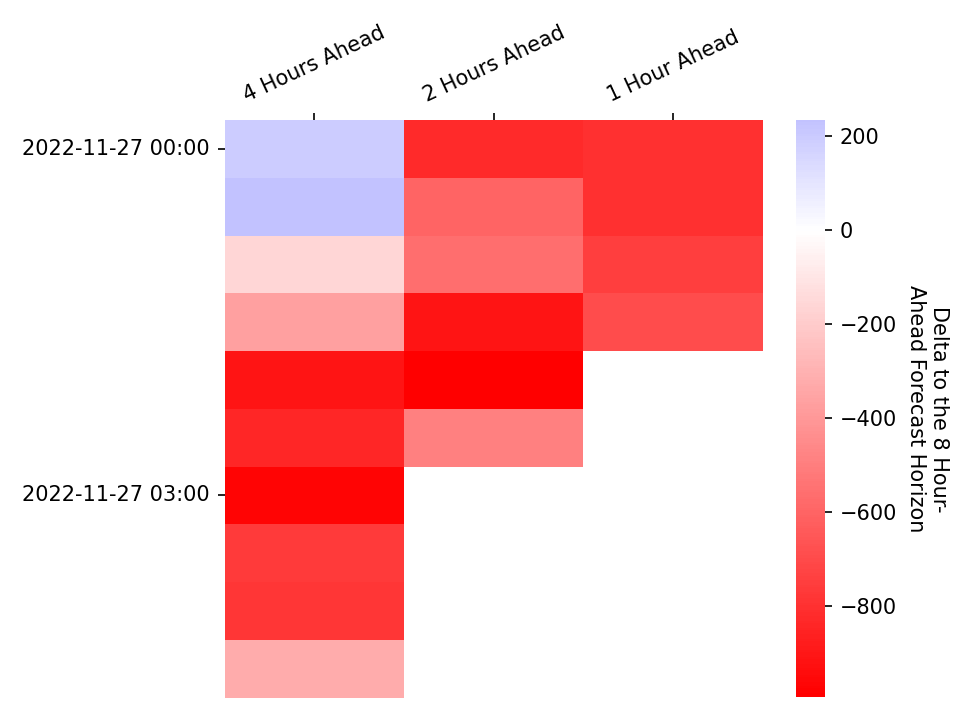 4 Hours Ahead
2 Hours Ahead
1 Hour Ahead
2022-11-27 00:00
2022-11-27 03:00
200
0
−200
−400
−600
−800
Delta to the 8 Hour-
Ahead Forecast Horizon